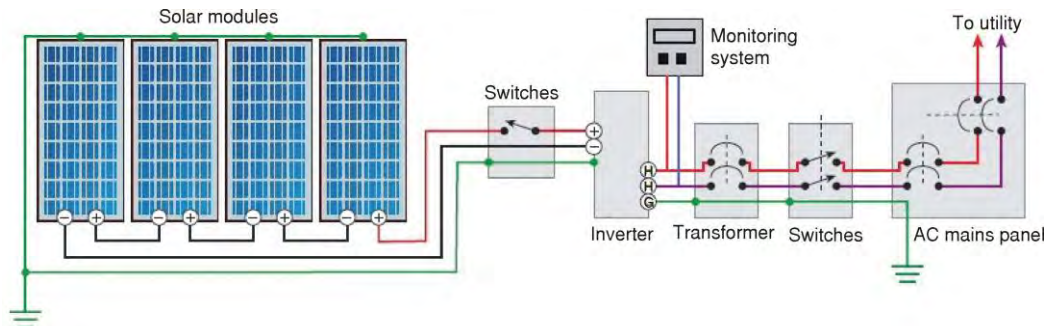 Solar modules
To utility
Monitoring
system
Switches
+
−
H
H
G
− + − + − + − +
Inverter
Transformer
Switches
AC mains panel